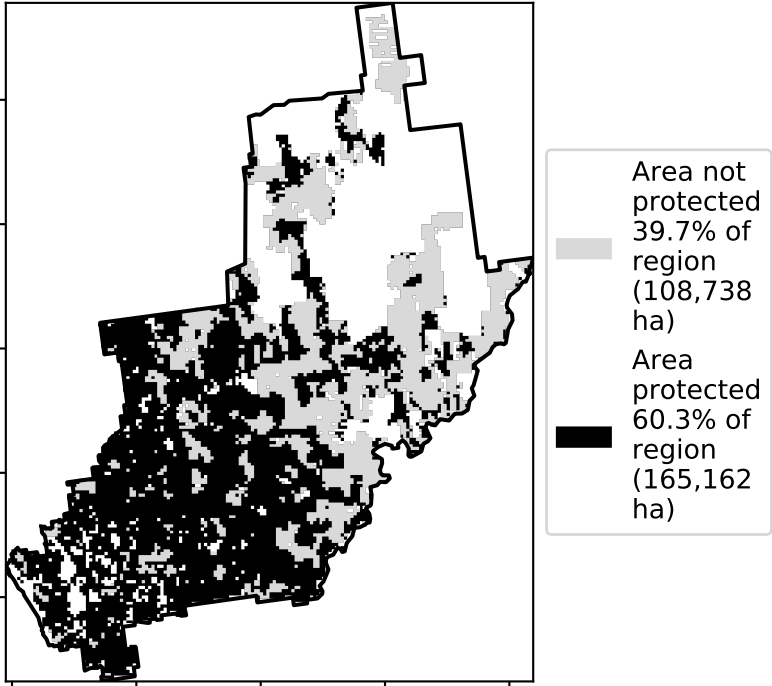 Area not
protected
39.7% of
region
(108,738
ha)
Area
protected
60.3% of
region
(165,162
ha)